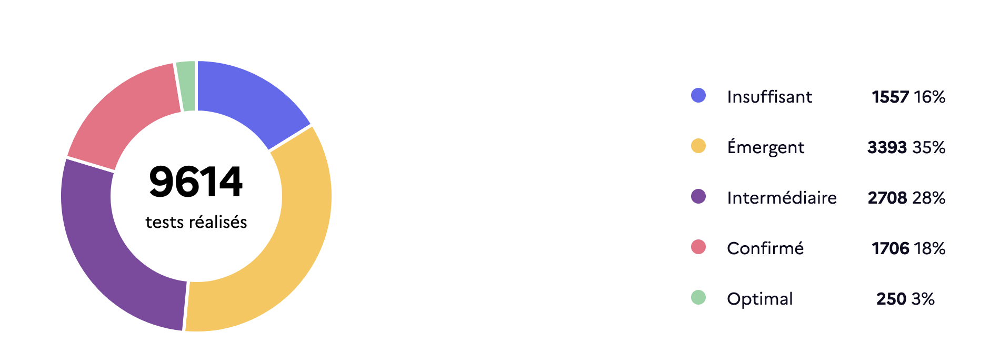 9614
tests réalisés
Insuffisant 1557 16%
Émergent 3393 35%
Intermédiaire 2708 28%
Confirmé 1706 18%
Optimal 250 3%